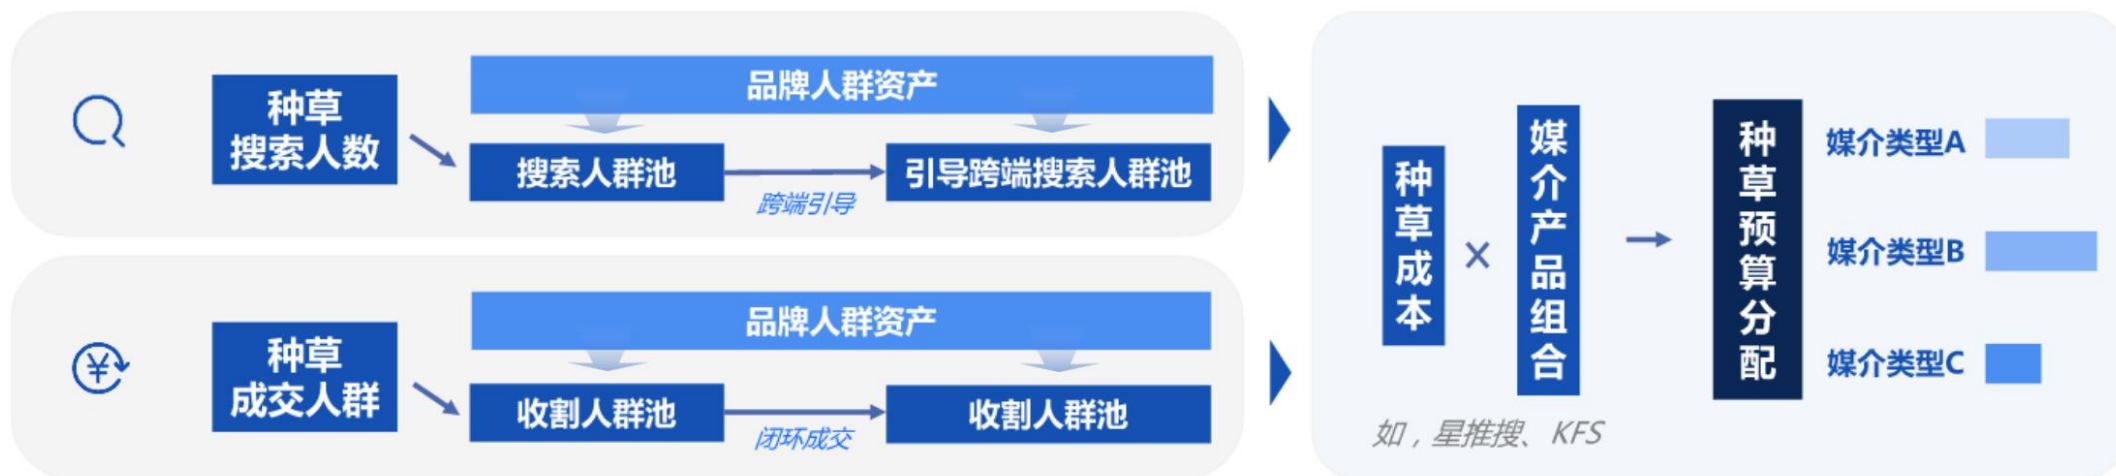 种草
搜索人数
品牌人群资产
搜索人群池
跨端引导
引导跨端搜索人群池
种草
成交人群
品牌人群资产
收割人群池
闭环成交
收割人群池
种草成本
×
媒介产品组合
如，星推搜、KFS
种草预算分配
媒介类型A
媒介类型B
媒介类型C